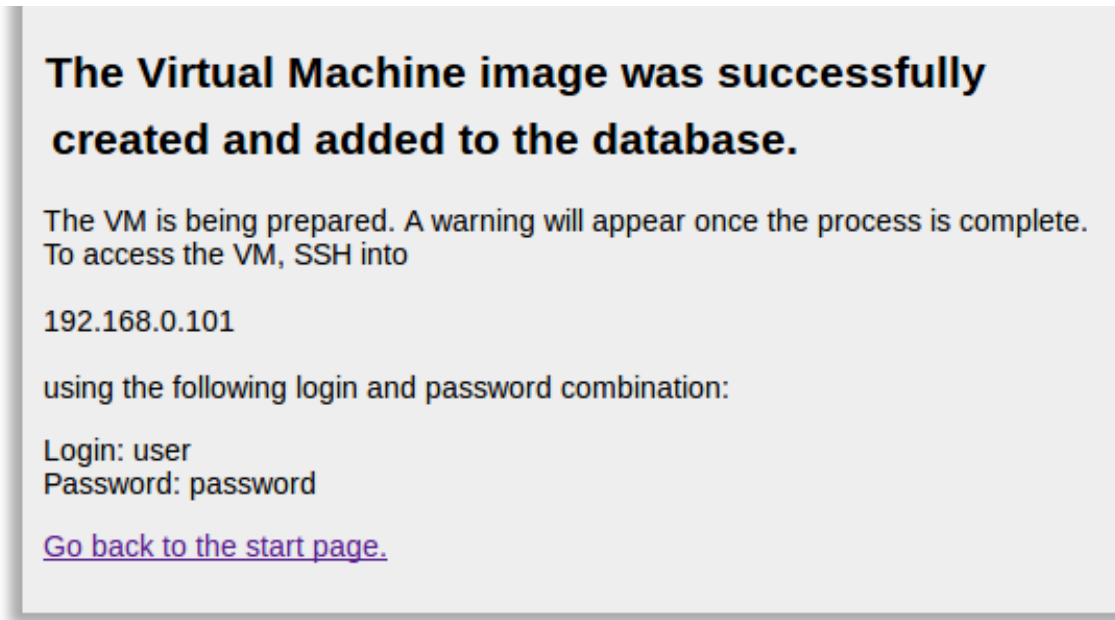 The Virtual Machine image was successfully
created and added to the database.
The VM is being prepared. A warning will appear once the process is complete.
To access the VM, SSH into
192.168.0.101
using the following login and password combination:
Login: user
Password: password
Go back to the start page.